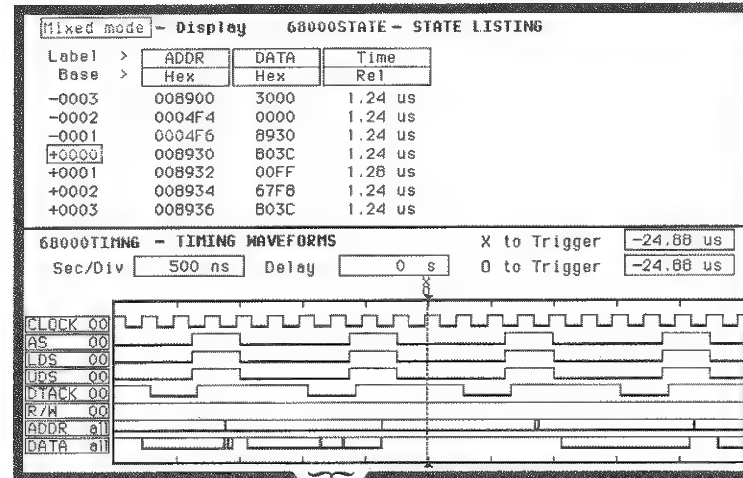 Mixed mode - Display 68000STATE - STATE LISTING
Label > ADDR DATA Time
Base > Hex Hex Rel
-0003 008900 3000 1.24 us
-0002 0004F4 0000 1.24 us
-0001 0004F6 8930 1.24 us
+0000 008930 B03C 1.24 us
+0001 008932 00FF 1.28 us
+0002 008934 67F8 1.24 us
+0003 008936 B03C 1.24 us
68000TIMNG - TIMING WAVEFORMS X to Trigger -24.88 us
Sec/Div 500 ns Delay 0 s O to Trigger -24.88 us
X
O
CLOCK 00
AS 00
LDS 00
UDS 00
DTACK 00
R/W 00
ADDR all
DATA all